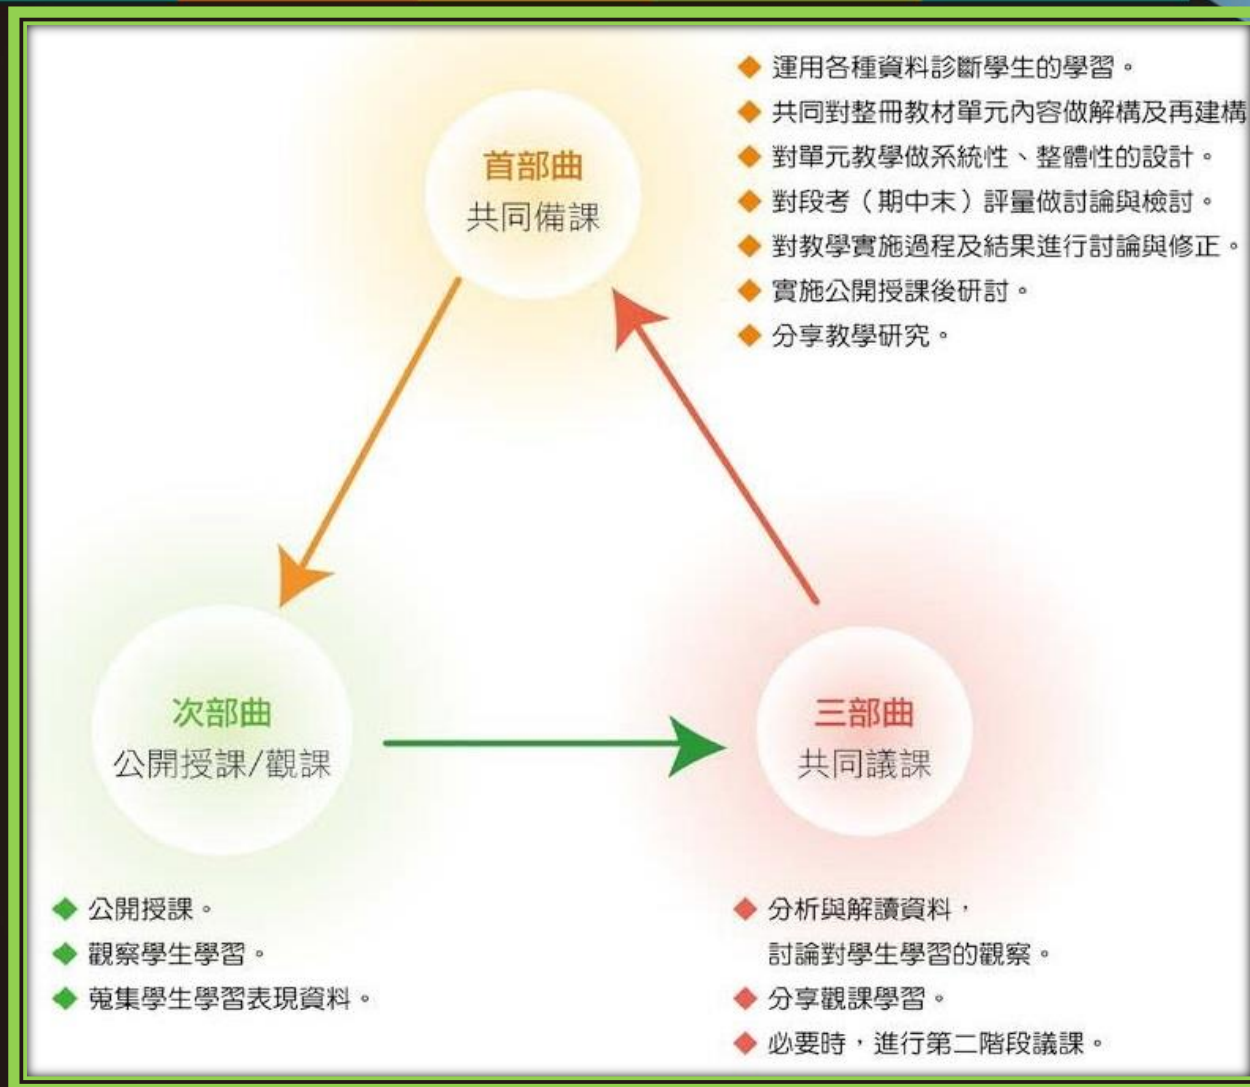 首部曲
共同備課
◆ 運用各種資料診斷學生的學習。
◆ 共同對整冊教材單元內容做解構及再建構
◆ 對單元教學做系統性、整體性的設計。
◆ 對段考（期中末）評量做討論與檢討。
◆ 對教學實施過程及結果進行討論與修正。
◆ 實施公開授課後研討。
◆ 分享教學研究。
次部曲
公開授課/觀課
◆ 公開授課。
◆ 觀察學生學習。
◆ 蒐集學生學習表現資料。
三部曲
共同議課
◆ 分析與解讀資料，
討論對學生學習的觀察。
◆ 分享觀課學習。
◆ 必要時，進行第二階段議課。